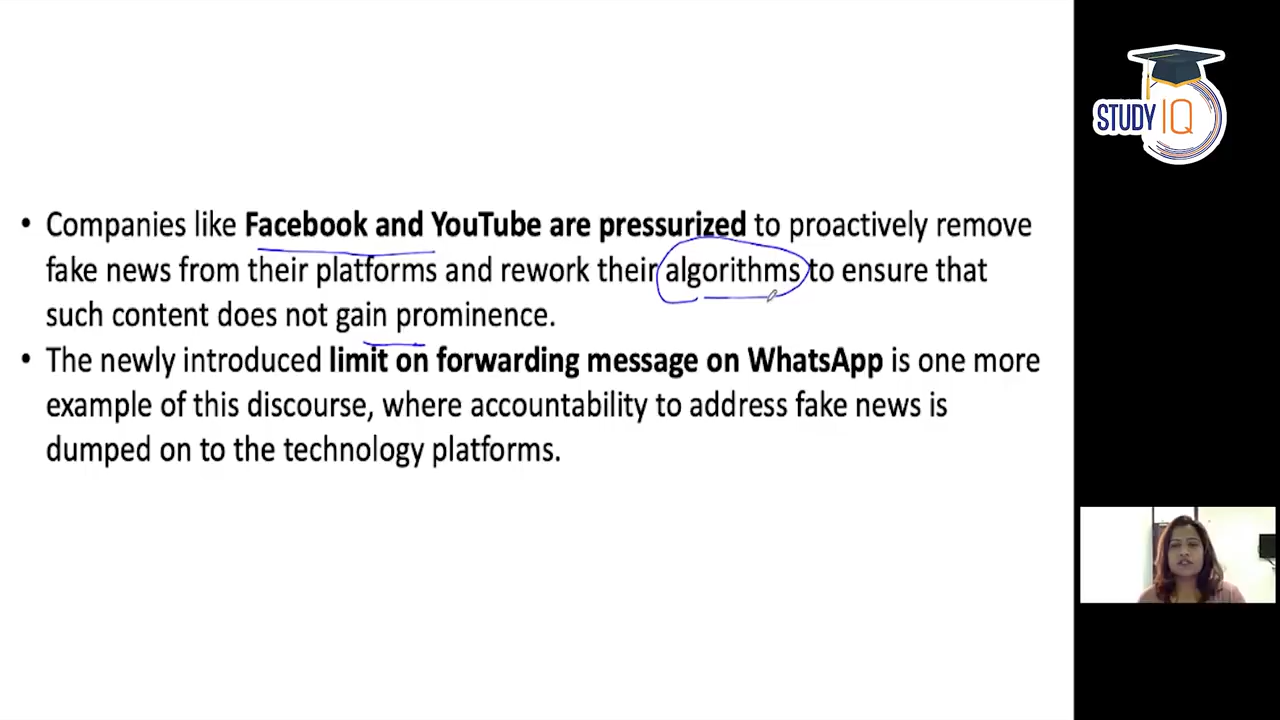 STUDY IQ
• Companies like Facebook and YouTube are pressurized to proactively remove
fake news from their platforms and rework their algorithms to ensure that
such content does not gain prominence.
• The newly introduced limit on forwarding message on WhatsApp is one more
example of this discourse, where accountability to address fake news is
dumped on to the technology platforms.